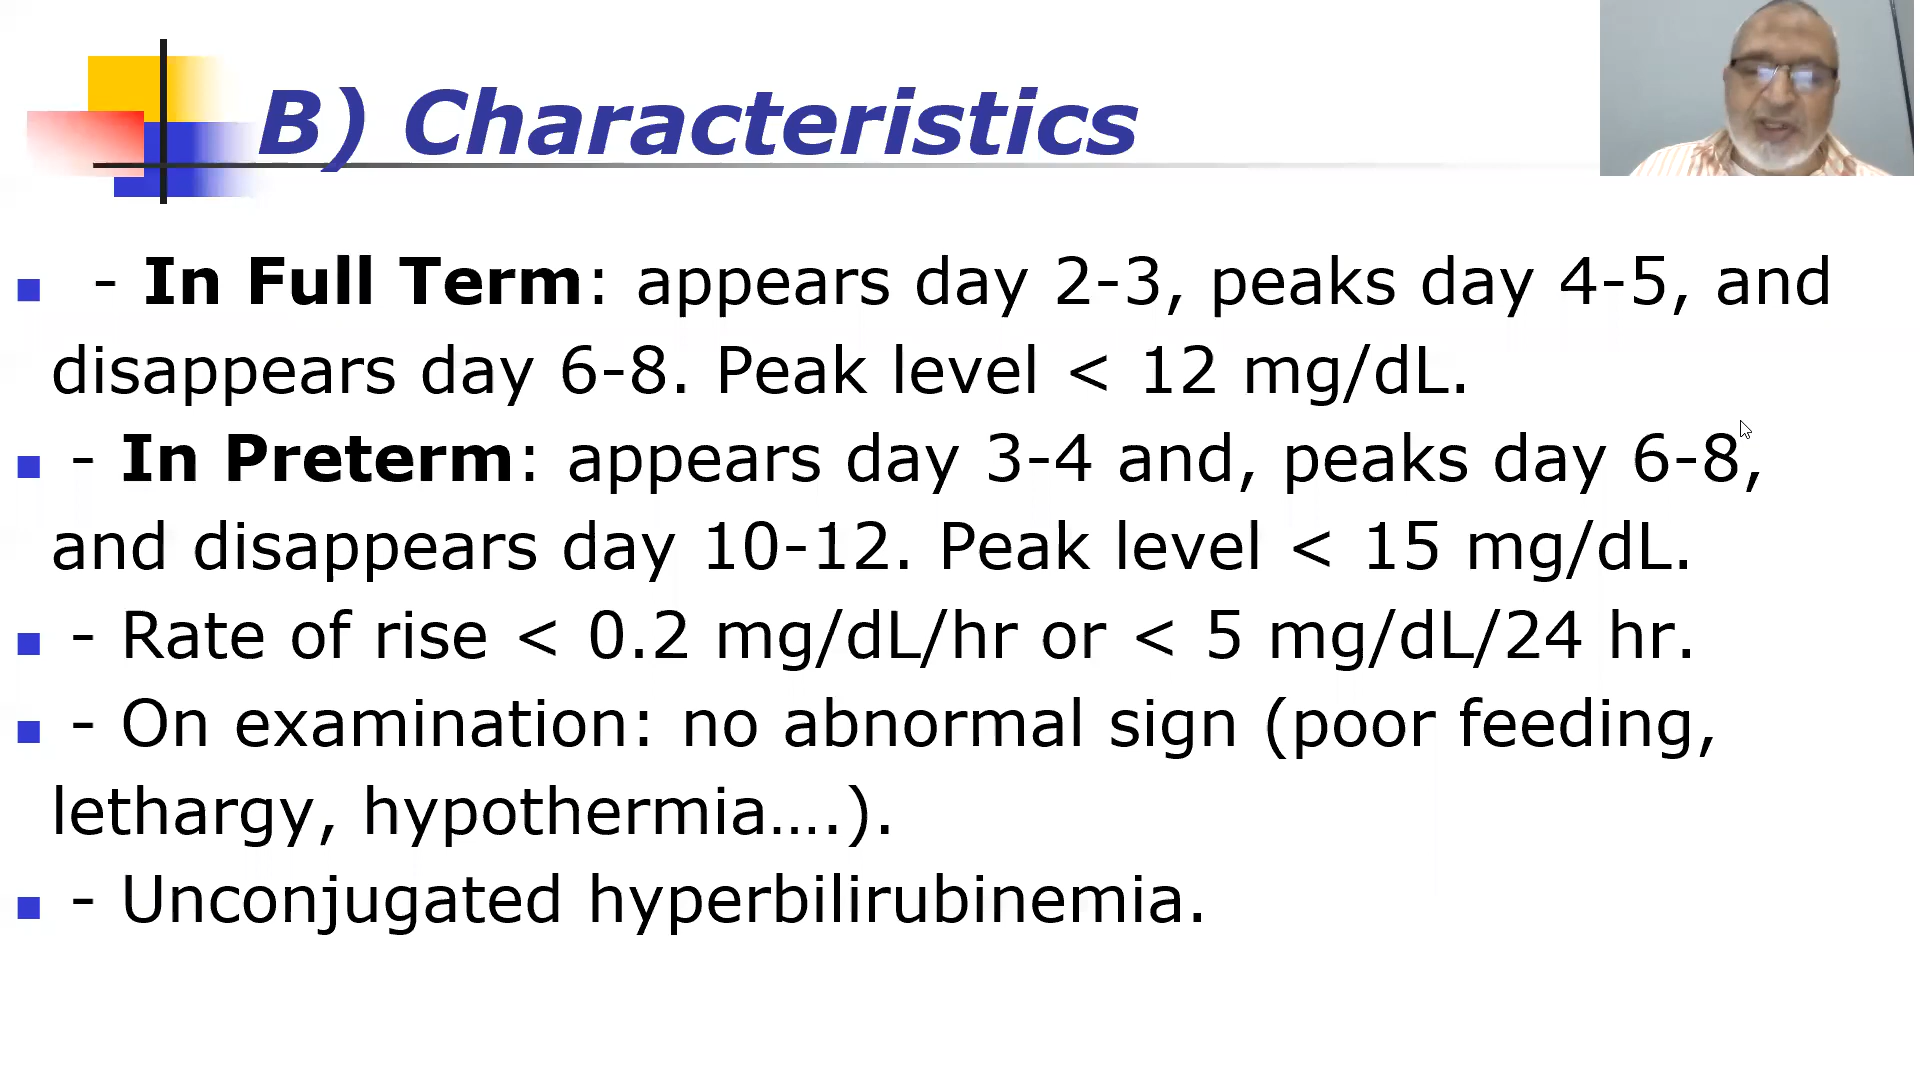 B) Characteristics
- In Full Term: appears day 2-3, peaks day 4-5, and
disappears day 6-8. Peak level < 12 mg/dL.
- In Preterm: appears day 3-4 and, peaks day 6-8,
and disappears day 10-12. Peak level < 15 mg/dL.
- Rate of rise < 0.2 mg/dL/hr or < 5 mg/dL/24 hr.
- On examination: no abnormal sign (poor feeding,
lethargy, hypothermia….).
- Unconjugated hyperbilirubinemia.